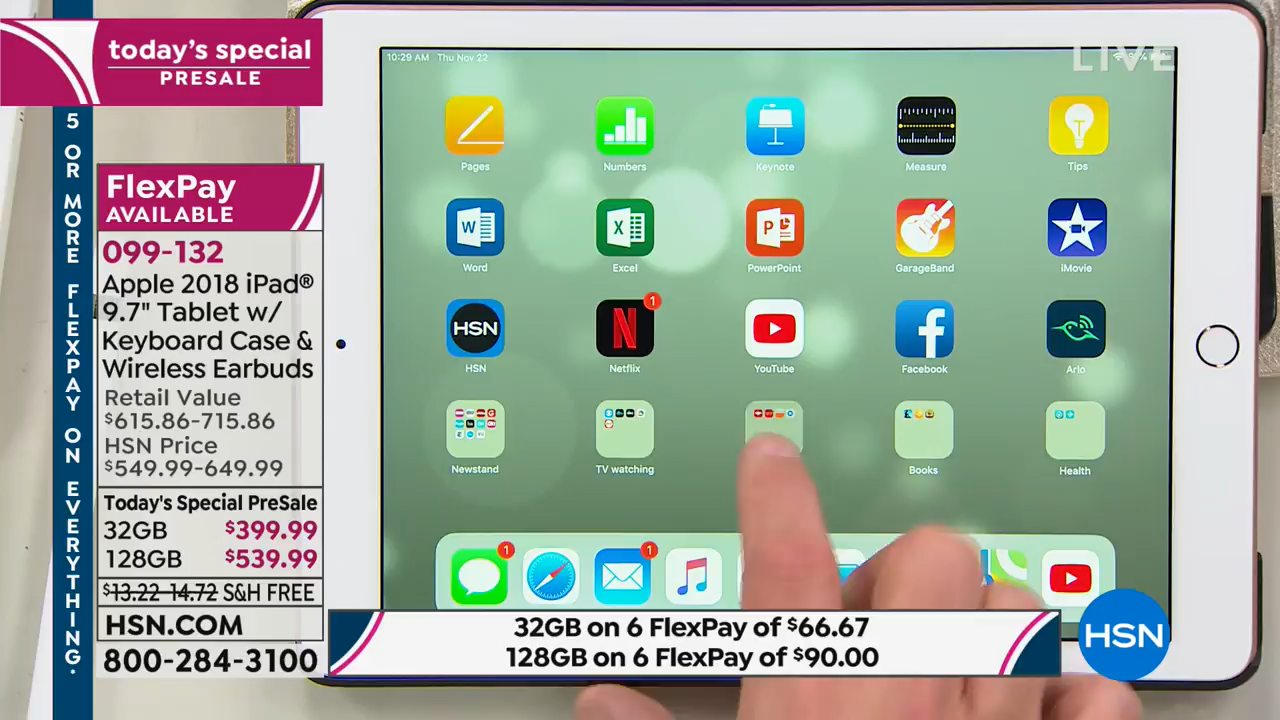 today's special
PRESALE
5 OR MORE FLEXPAY ON EVERYTHING.
FlexPay
AVAILABLE
099-132
Apple 2018 iPad®
9.7" Tablet w/
Keyboard Case &
Wireless Earbuds
Retail Value
$615.86-715.86
HSN Price
$549.99-649.99
Today's Special PreSale
32GB $399.99
128GB $539.99
$13.22-14.72 S&H FREE
HSN.COM
800-284-3100
10:29 AM Thu Nov 22
LIVE
Pages Numbers Keynote Measure Tips
W X P
Word Excel PowerPoint GarageBand iMovie
HSN N 1 f
HSN Netflix YouTube Facebook Arlo
Newstand TV watching Books Health
1 1
32GB on 6 FlexPay of $66.67
128GB on 6 FlexPay of $90.00
HSN